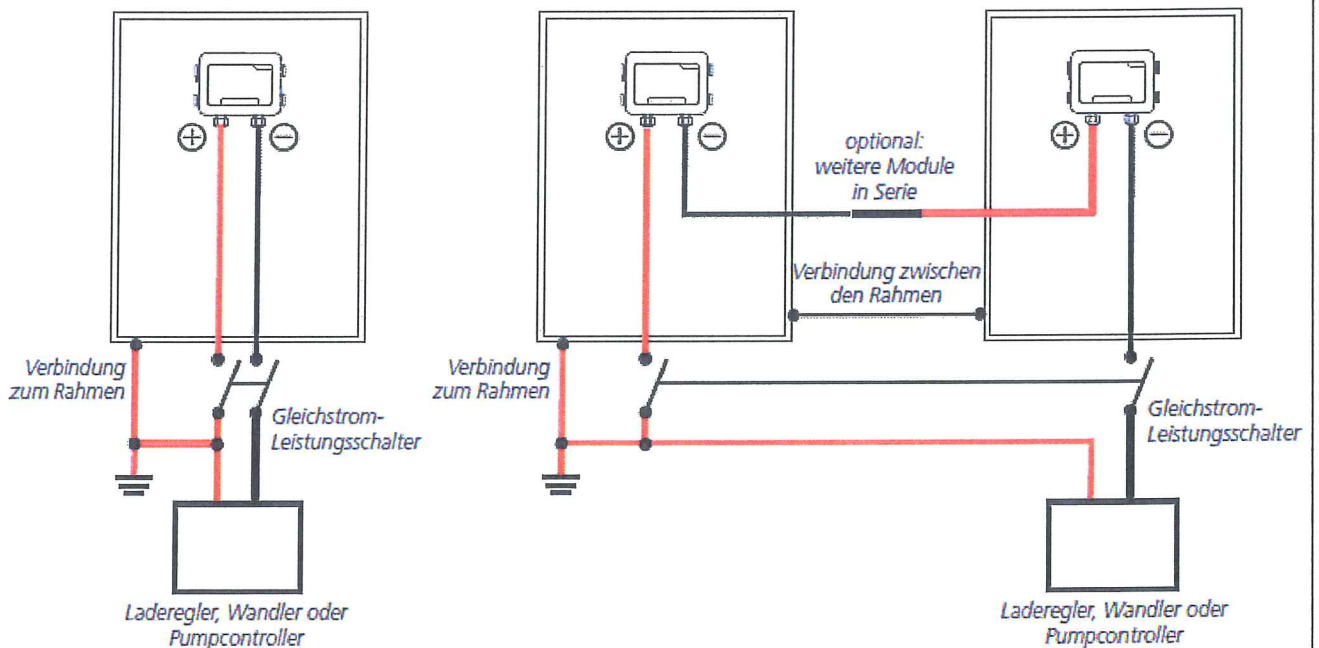 +
−
Verbindung
zum Rahmen
Gleichstrom-
Leistungsschalter
Laderegler, Wandler oder
Pumpcontroller
+
−
optional:
weitere Module
in Serie
+
−
Verbindung zwischen
den Rahmen
Verbindung
zum Rahmen
Gleichstrom-
Leistungsschalter
Laderegler, Wandler oder
Pumpcontroller